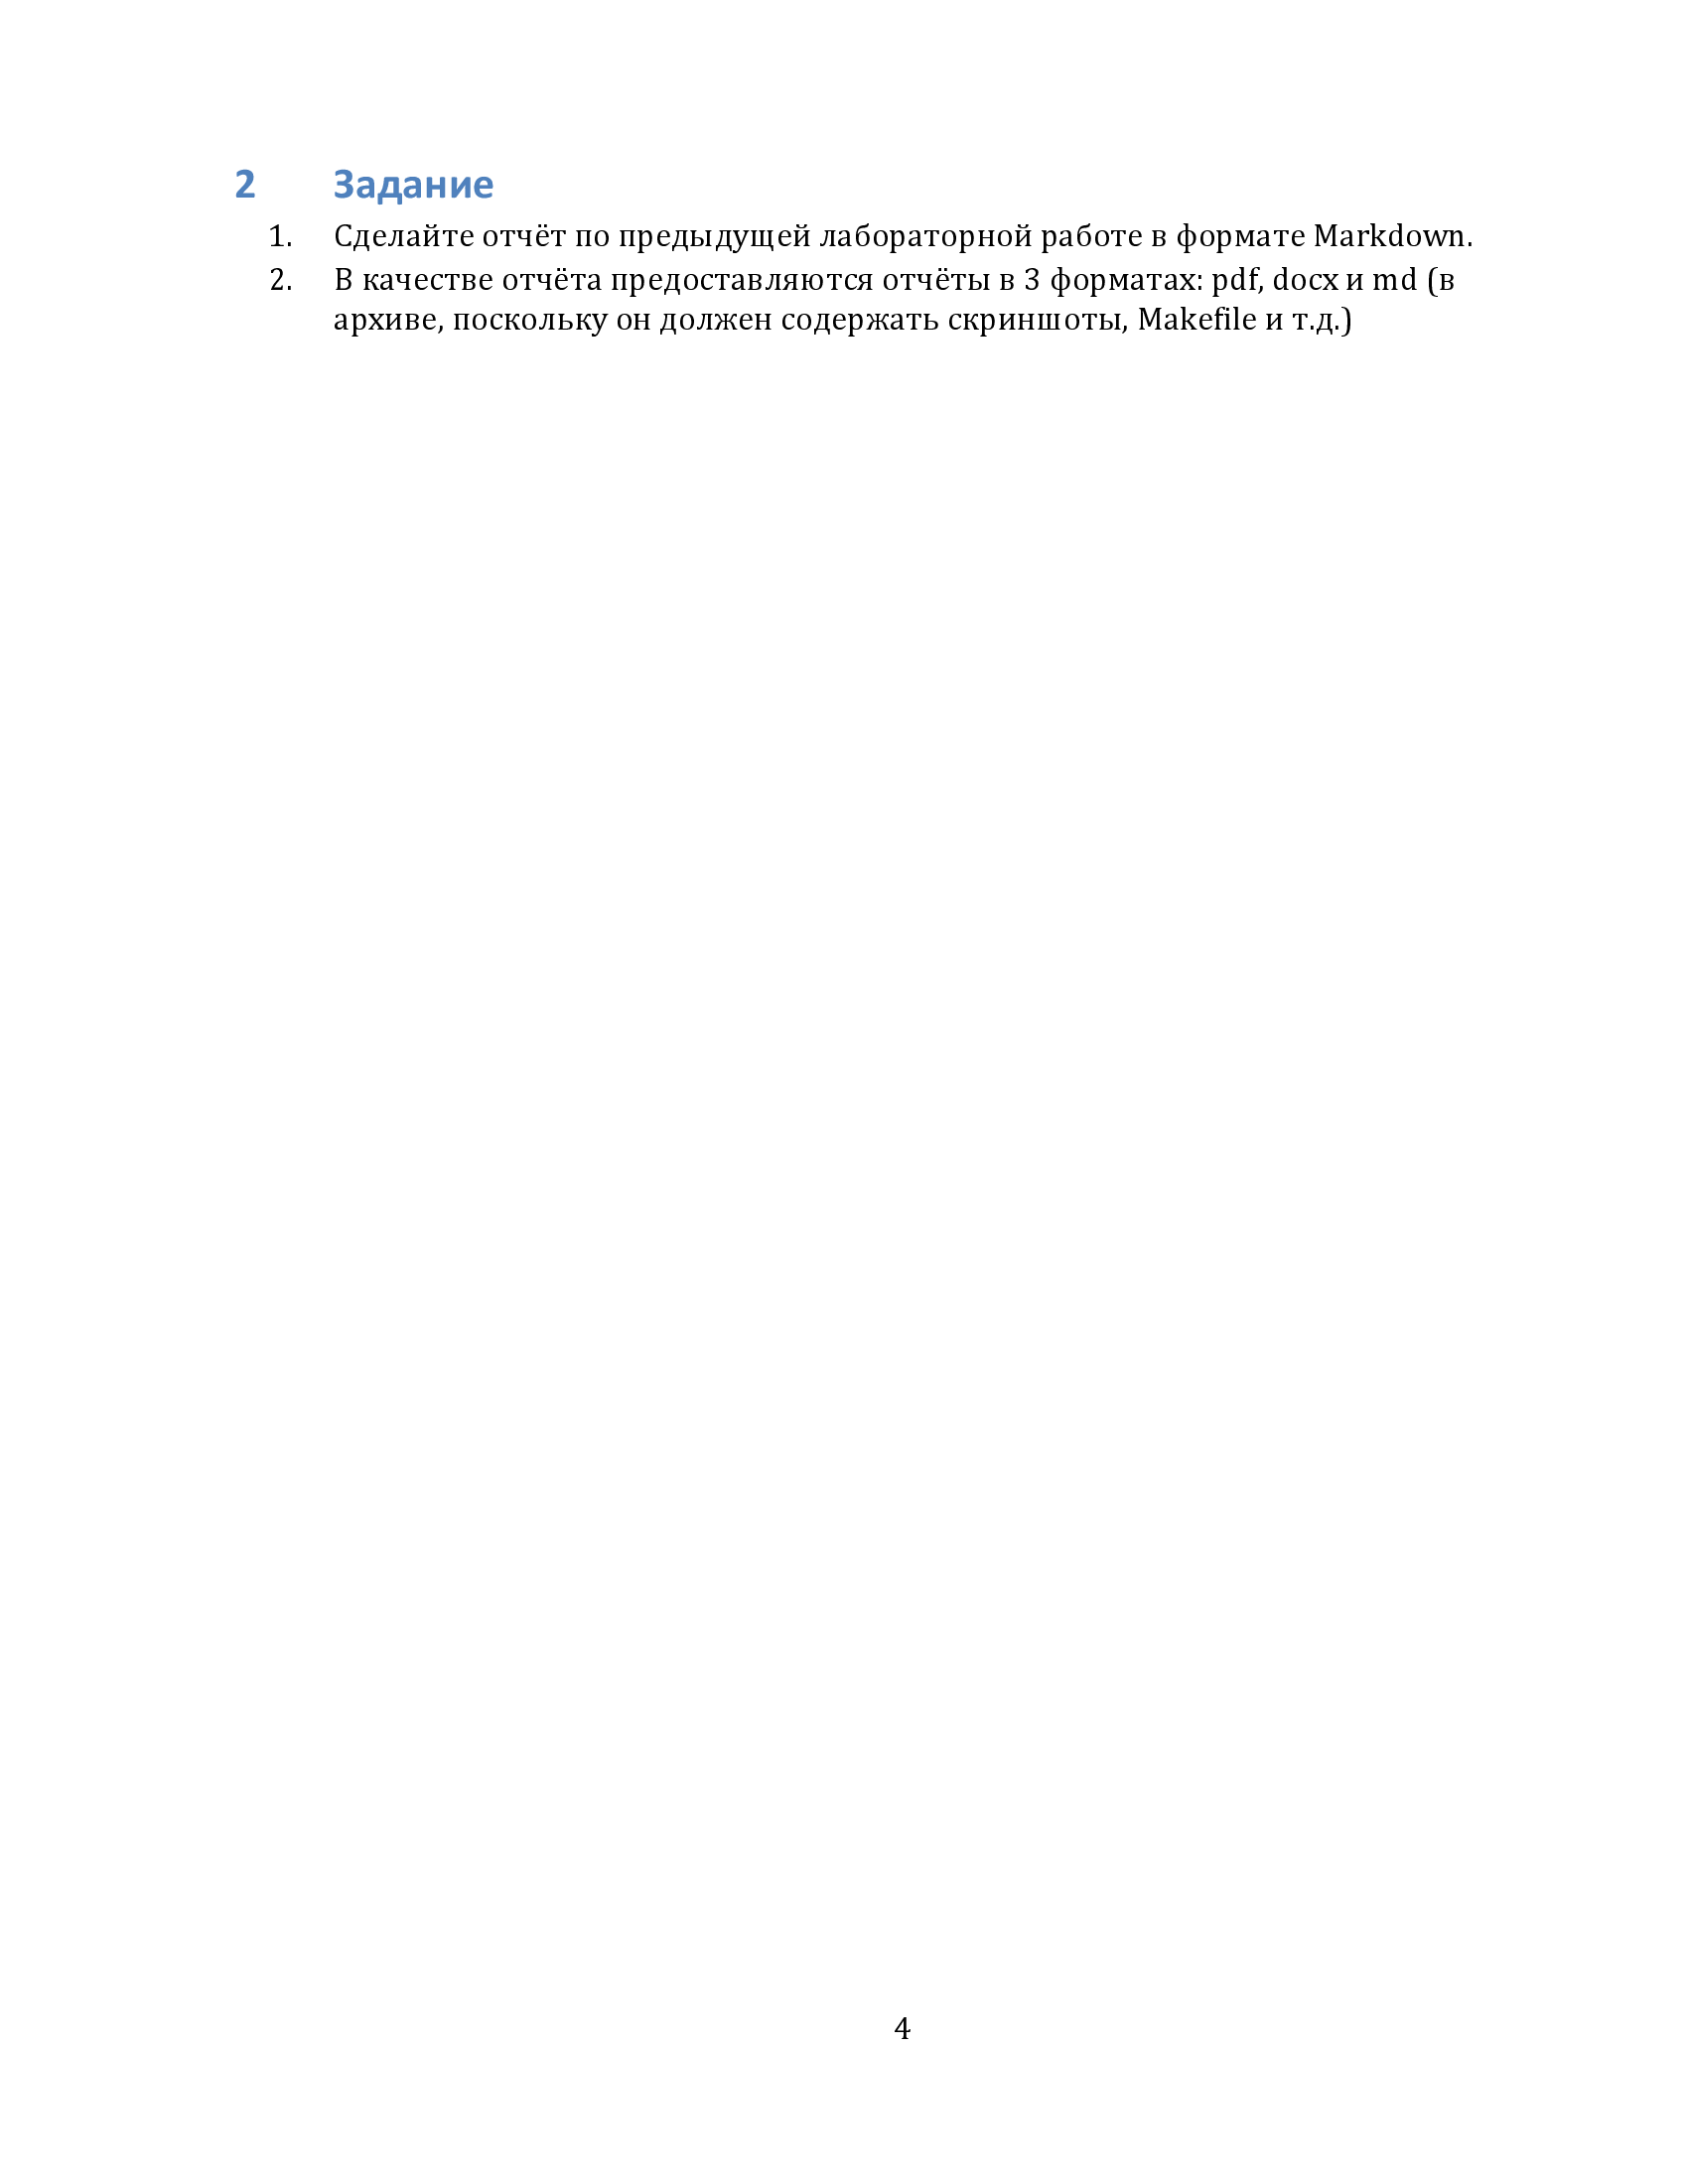 2 Задание
1. Сделайте отчёт по предыдущей лабораторной работе в формате Markdown.
2. В качестве отчёта предоставляются отчёты в 3 форматах: pdf, docx и md (в
архиве, поскольку он должен содержать скриншоты, Makefile и т.д.)
4